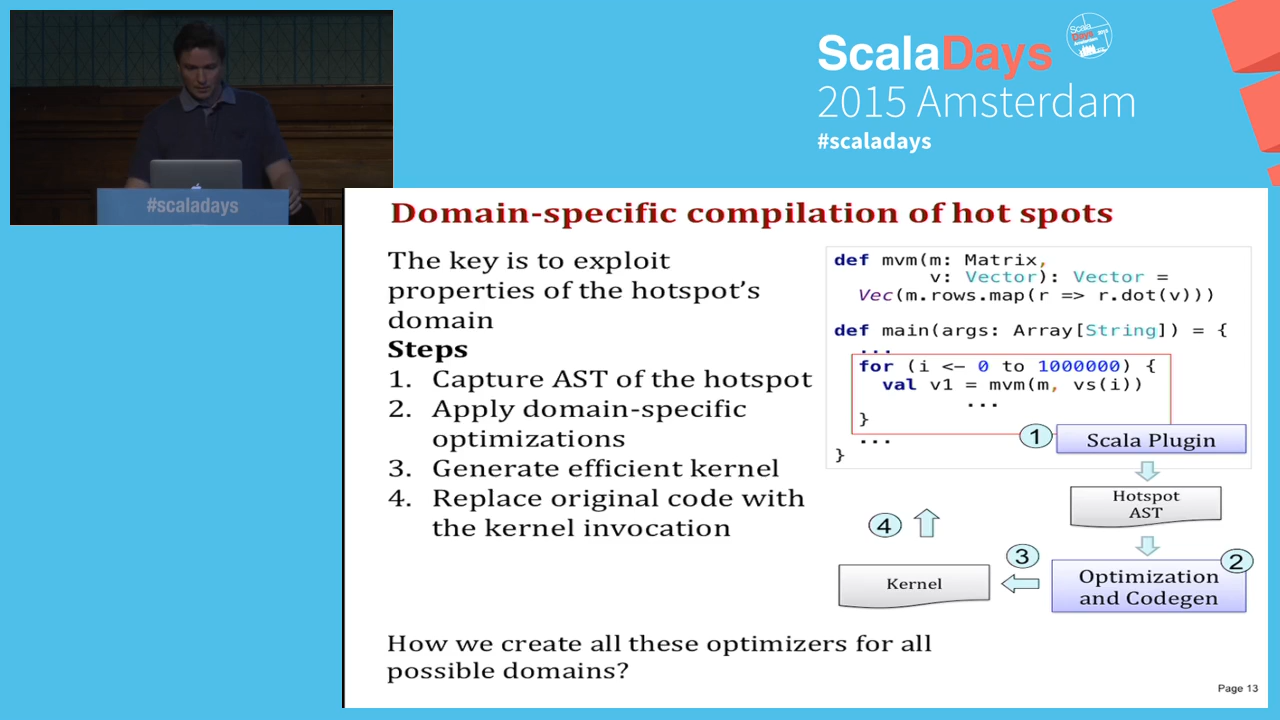 ScalaDays
2015 Amsterdam
#scaladays
#scaladays
Domain-specific compilation of hot spots
The key is to exploit
properties of the hotspot's
domain
Steps
1. Capture AST of the hotspot
2. Apply domain-specific
optimizations
3. Generate efficient kernel
4. Replace original code with
the kernel invocation
def mvm(m: Matrix,
v: Vector): Vector =
Vec(m.rows.map(r => r.dot(v)))
def main(args: Array[String]) = {
...
for (i <- 0 to 1000000) {
val v1 = mvm(m, vs(i))
...
}
...
}
1
Scala Plugin
Hotspot
AST
2
Optimization
and Codegen
3
Kernel
4
How we create all these optimizers for all
possible domains?
Page 13